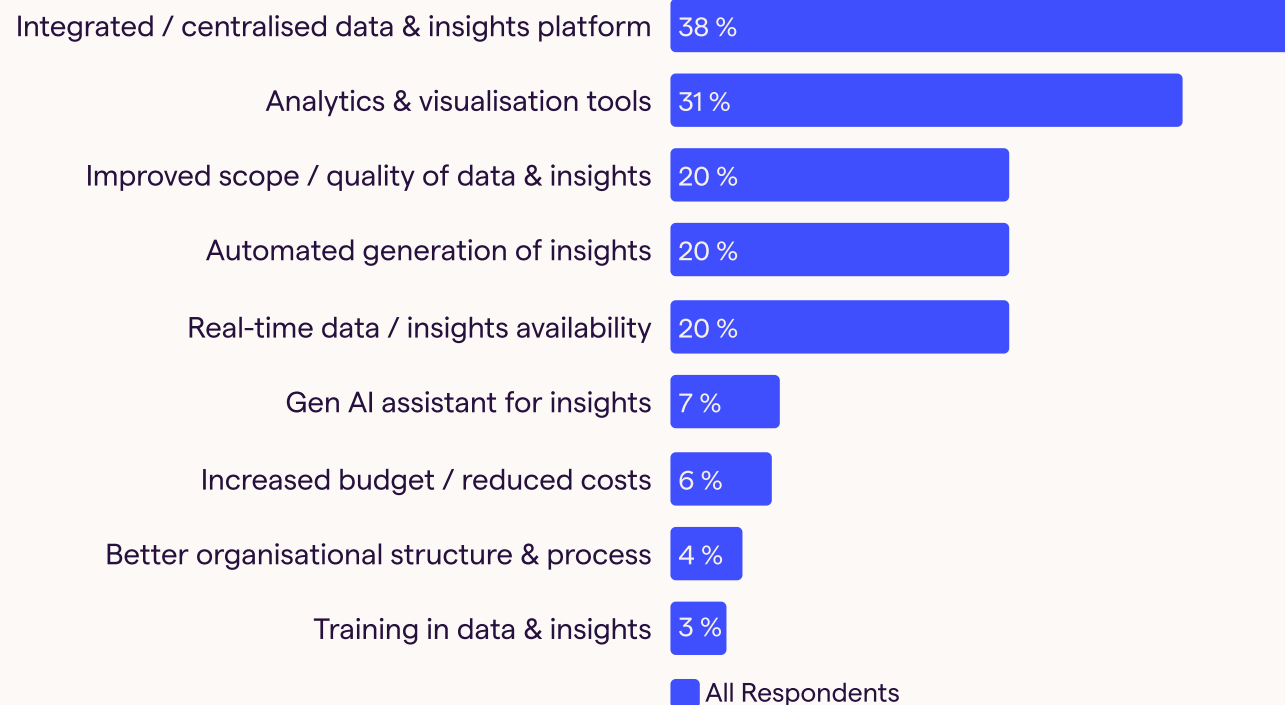 Integrated / centralised data & insights platform 38 %
Analytics & visualisation tools 31 %
Improved scope / quality of data & insights 20 %
Automated generation of insights 20 %
Real-time data / insights availability 20 %
Gen AI assistant for insights 7 %
Increased budget / reduced costs 6 %
Better organisational structure & process 4 %
Training in data & insights 3 %
All Respondents